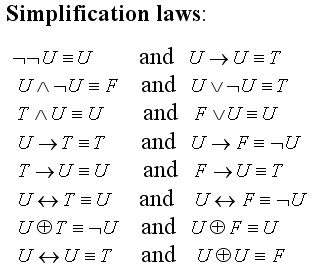 Simplification laws:
¬¬U ≡ U and U → U ≡ T
U ∧ ¬U ≡ F and U ∨ ¬U ≡ T
T ∧ U ≡ U and F ∨ U ≡ U
U → T ≡ T and U → F ≡ ¬U
T → U ≡ U and F → U ≡ T
U ↔ T ≡ U and U ↔ F ≡ ¬U
U ⊕ T ≡ ¬U and U ⊕ F ≡ U
U ↔ U ≡ T and U ⊕ U ≡ F